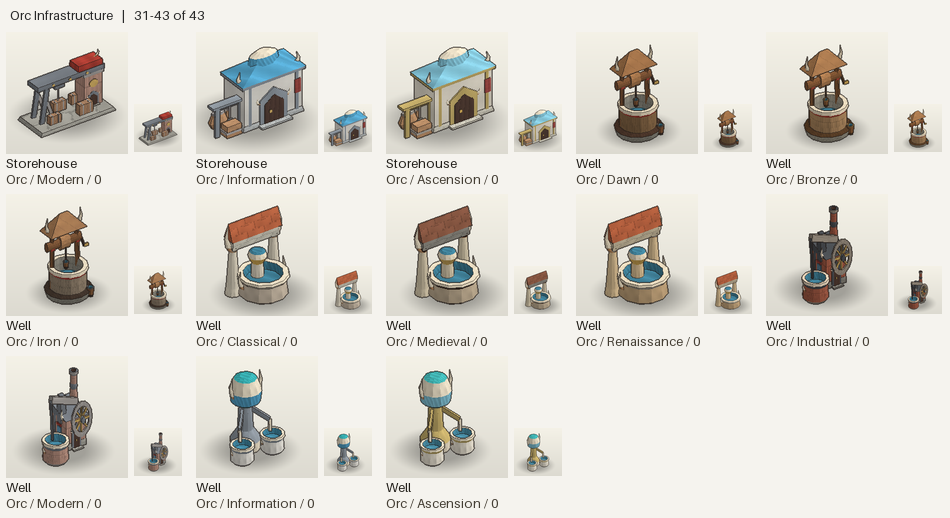 Orc Infrastructure | 31-43 of 43
Storehouse
Orc / Modern / 0
Storehouse
Orc / Information / 0
Storehouse
Orc / Ascension / 0
Well
Orc / Dawn / 0
Well
Orc / Bronze / 0
Well
Orc / Iron / 0
Well
Orc / Classical / 0
Well
Orc / Medieval / 0
Well
Orc / Renaissance / 0
Well
Orc / Industrial / 0
Well
Orc / Modern / 0
Well
Orc / Information / 0
Well
Orc / Ascension / 0